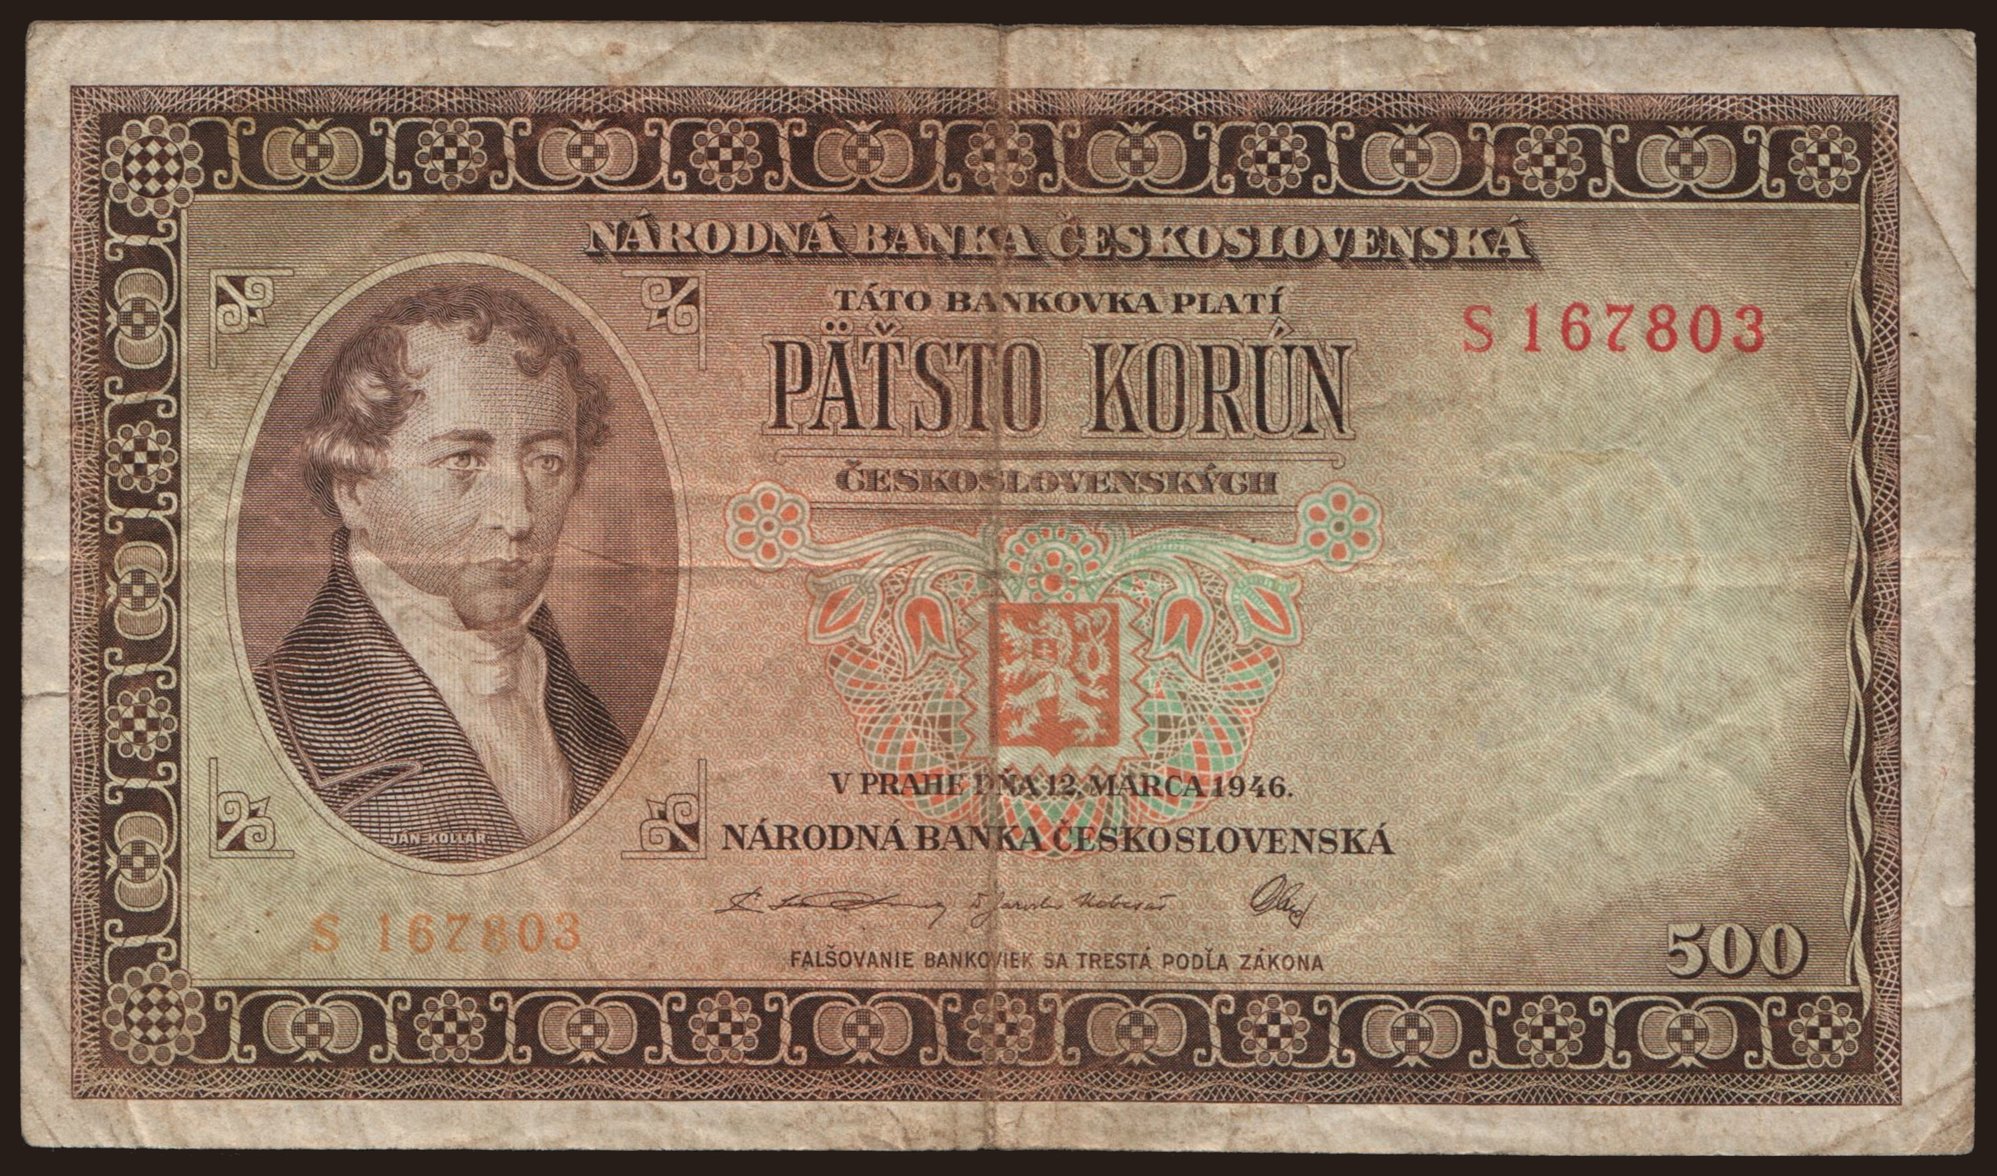 NÁRODNÁ BANKA ČESKOSLOVENSKÁ
TÁTO BANKOVKA PLATÍ
S 167803
PÄŤSTO KORÚN
ČESKOSLOVENSKÝCH
V PRAHE DŇA 12. MARCA 1946.
JÁN KOLLÁR
NÁRODNÁ BANKA ČESKOSLOVENSKÁ
S 167803
FALŠOVANIE BANKOVIEK SA TRESTÁ PODĽA ZÁKONA
500